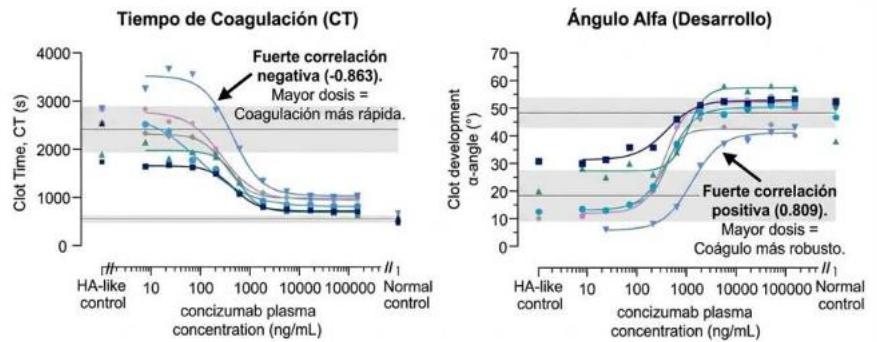 Tiempo de Coagulación (CT)
Clot Time, CT (s)
4000
3000
2000
1000
0
Fuerte correlación
negativa (-0.863).
Mayor dosis =
Coagulación más rápida.
HA-like
control
10
100
1000
10000
100000
Normal
control
concizumab plasma
concentration (ng/mL)
Ángulo Alfa (Desarrollo)
Clot development
α-angle (°)
70
60
50
40
30
20
10
0
Fuerte correlación
positiva (0.809).
Mayor dosis =
Coágulo más robusto.
HA-like
control
10
100
1000
10000
100000
Normal
control
concizumab plasma
concentration (ng/mL)